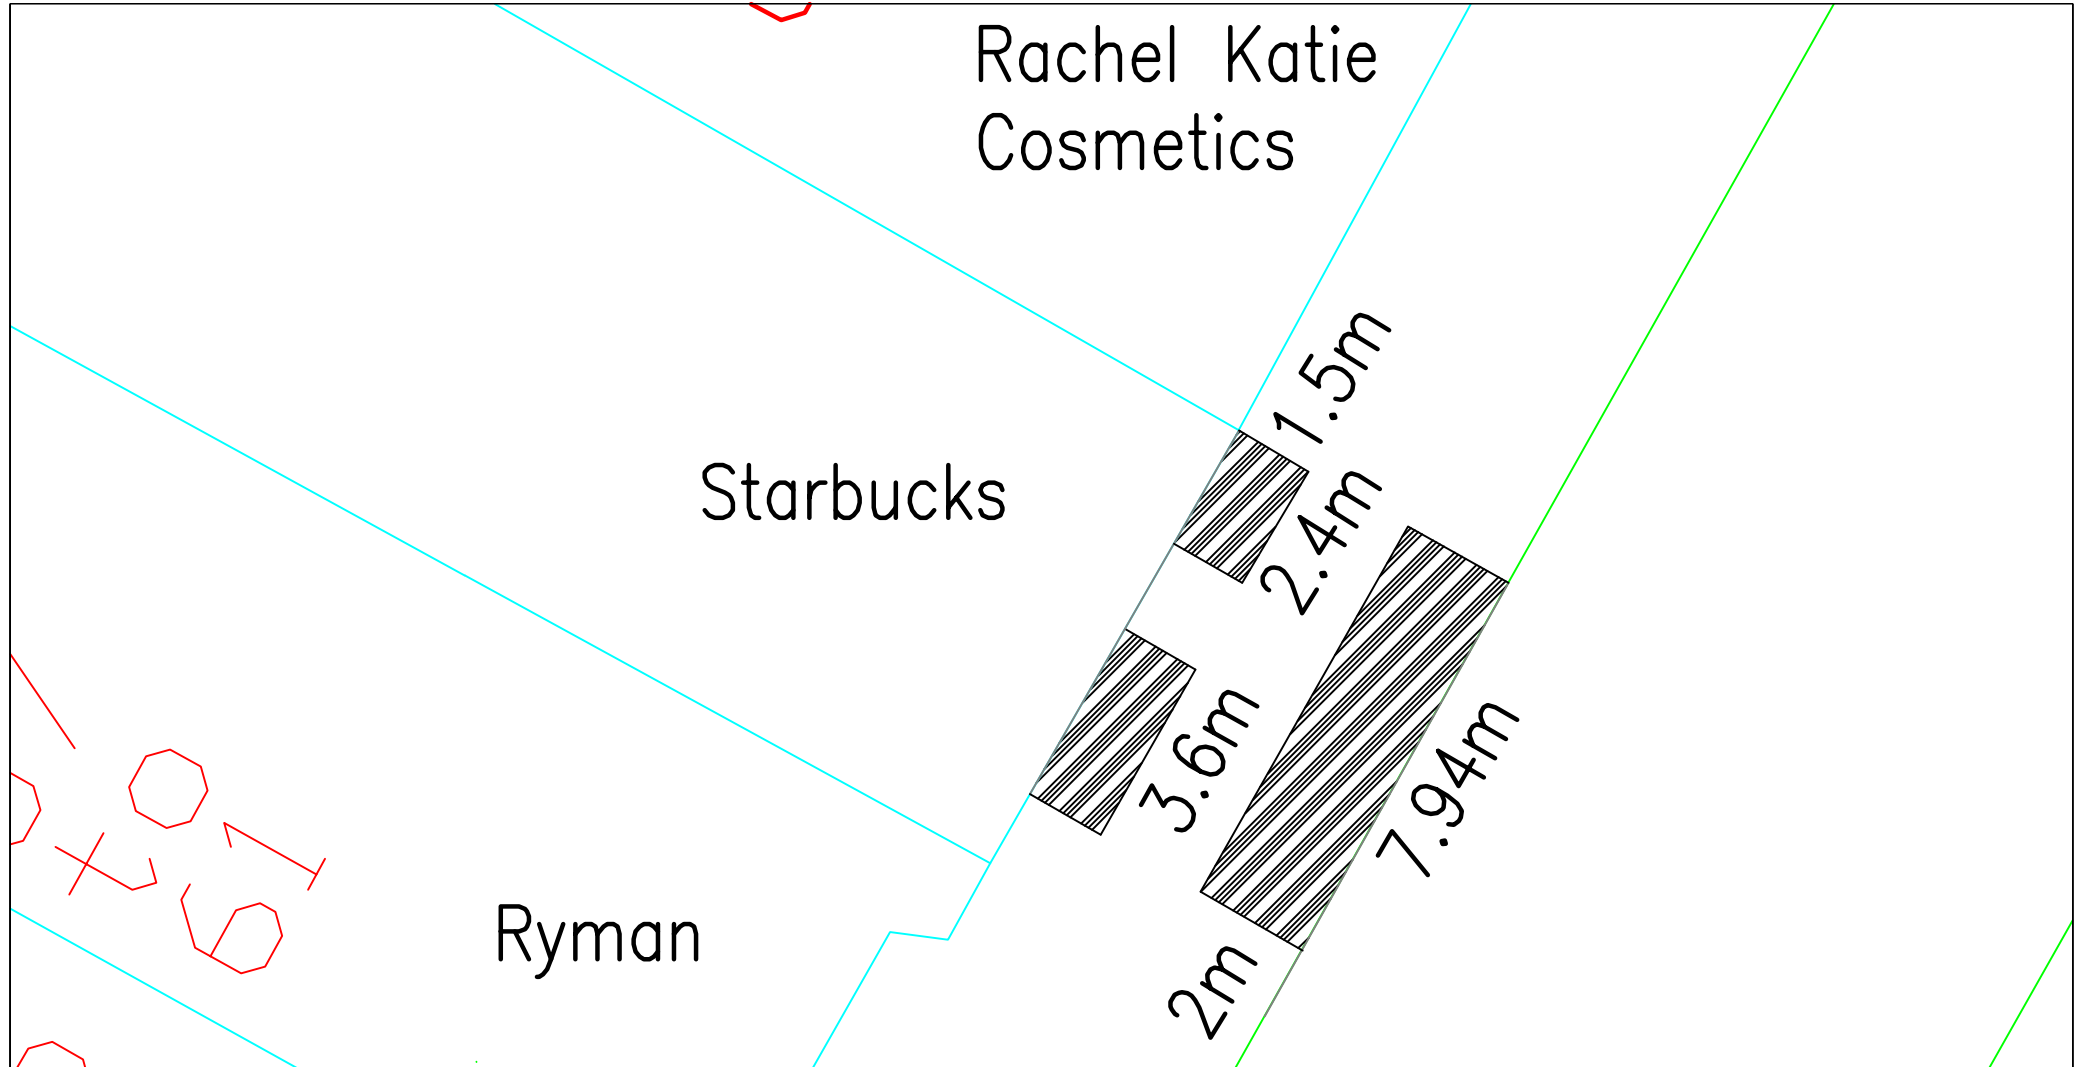 Rachel Katie
Cosmetics
1.5m
Starbucks
2.4m
3.6m
7.94m
Ryman
2m